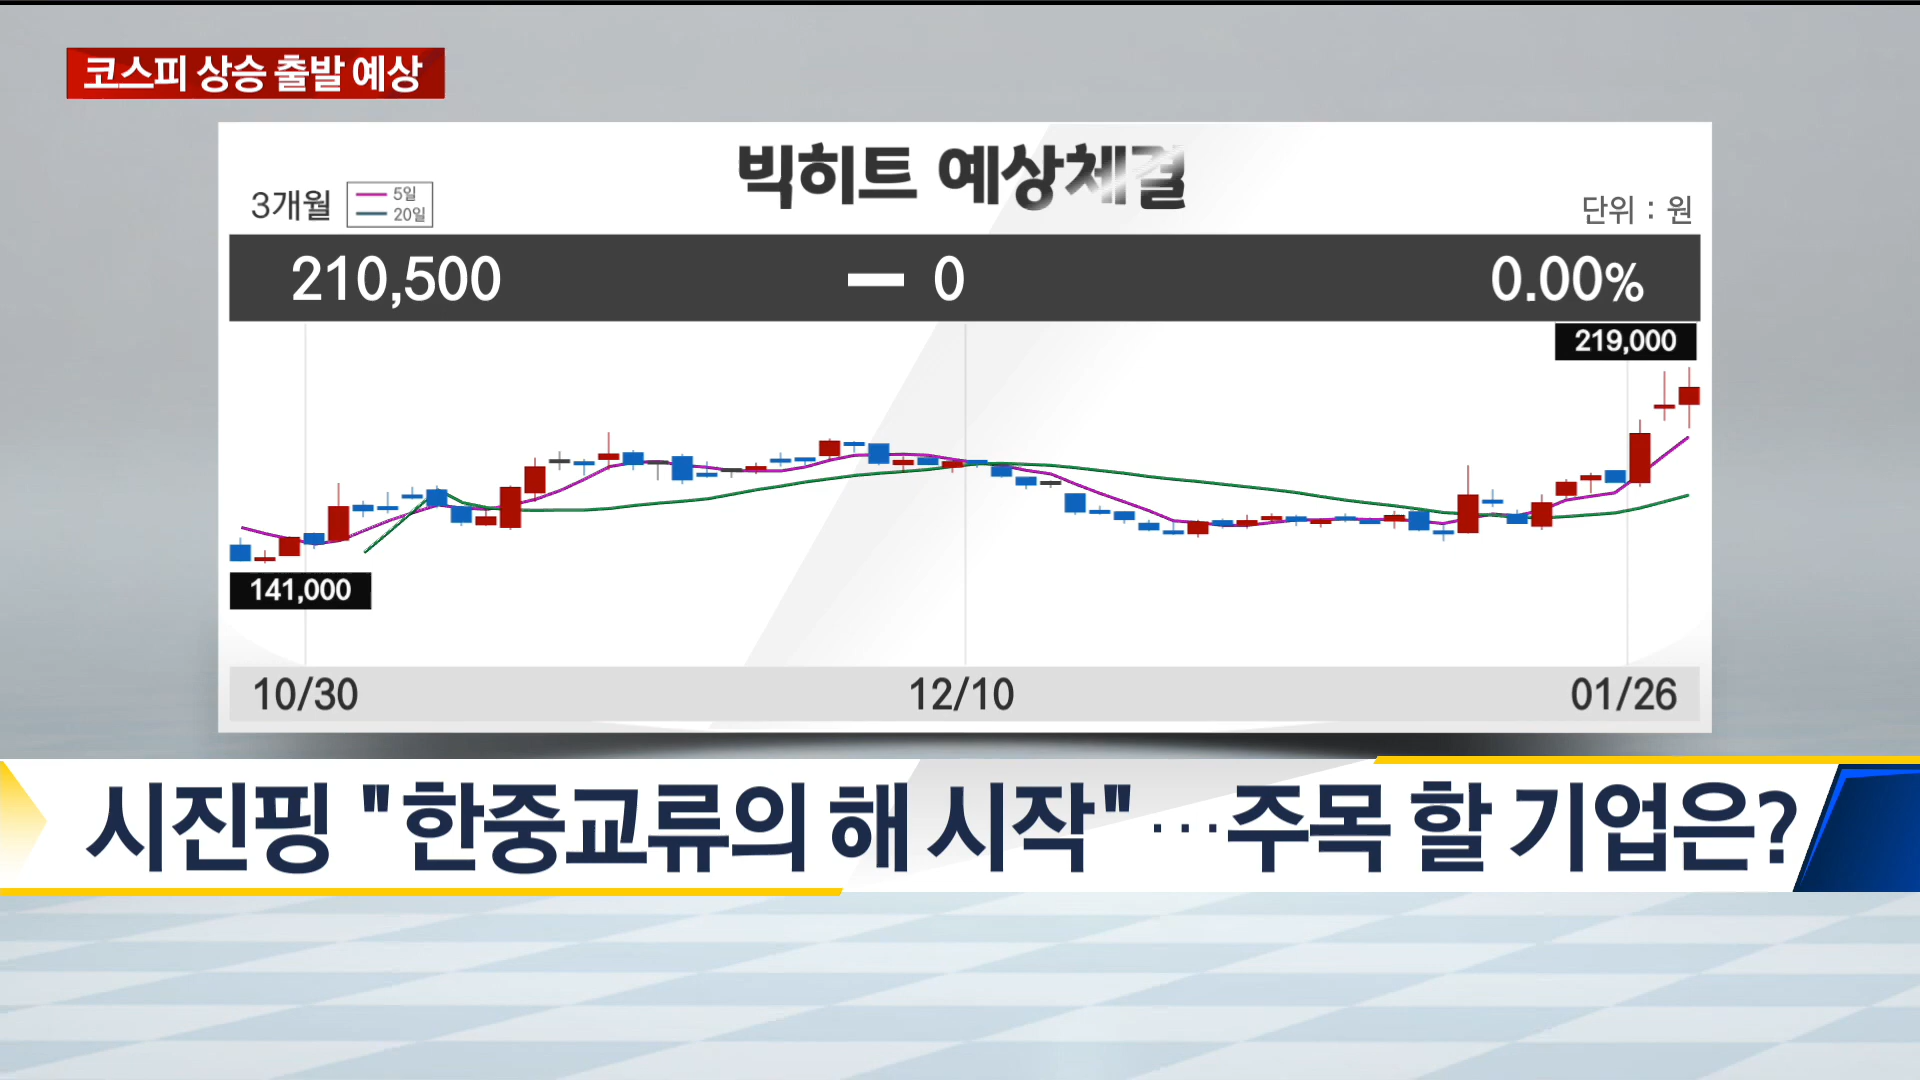 코스피 상승 출발 예상
빅히트 예상체결
3개월
5일
20일
단위 : 원
210,500 0 0.00%
219,000
141,000
10/30 12/10 01/26
시진핑 "한중교류의 해 시작"…주목 할 기업은?